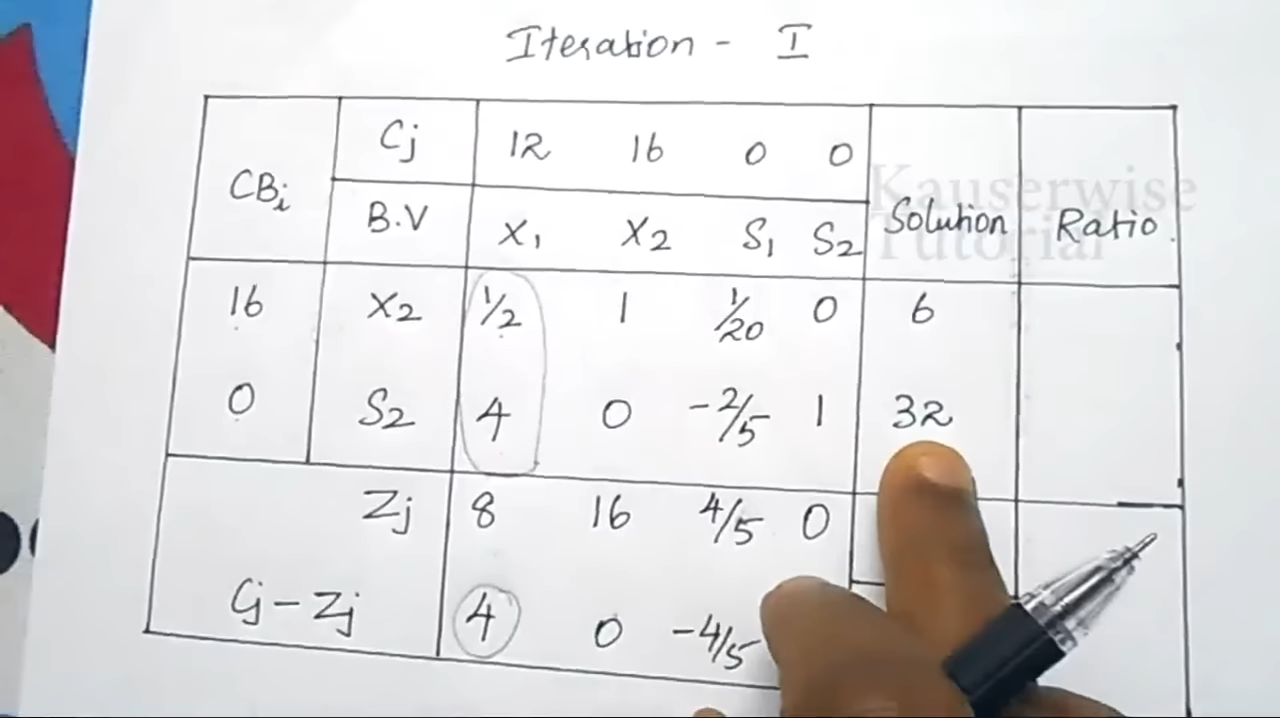 Iteration - I
CBi Cj 12 16 0 0
B.V X1 X2 S1 S2 Solution Ratio
Kauserwise
Tutorial
16 X2 1/2 1 1/20 0 6
0 S2 4 0 -2/5 1 32
Zj 8 16 4/5 0
Cj-Zj 4 0 -4/5